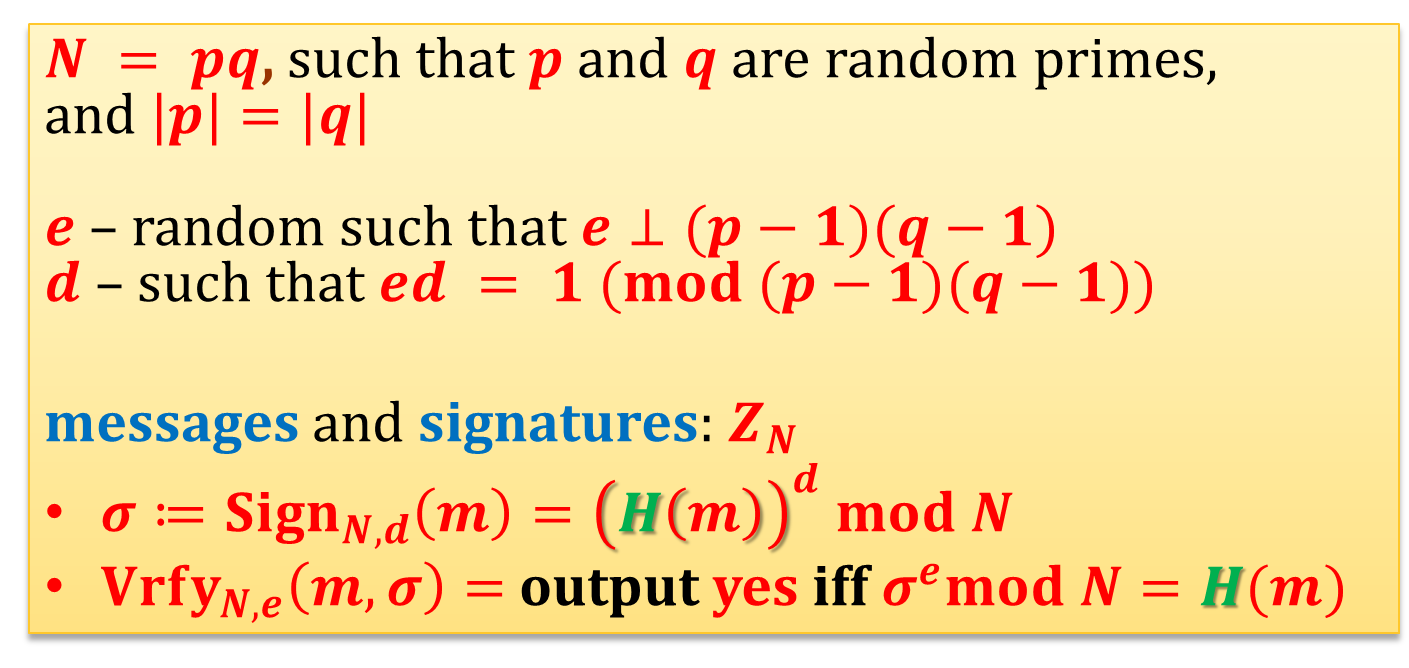 N = pq, such that p and q are random primes,
and |p| = |q|
e – random such that e ⊥ (p − 1)(q − 1)
d – such that ed = 1 (mod (p − 1)(q − 1))
messages and signatures: Z_N
• σ ≔ Sign_{N,d}(m) = (H(m))^d mod N
• Vrfy_{N,e}(m, σ) = output yes iff σ^e mod N = H(m)